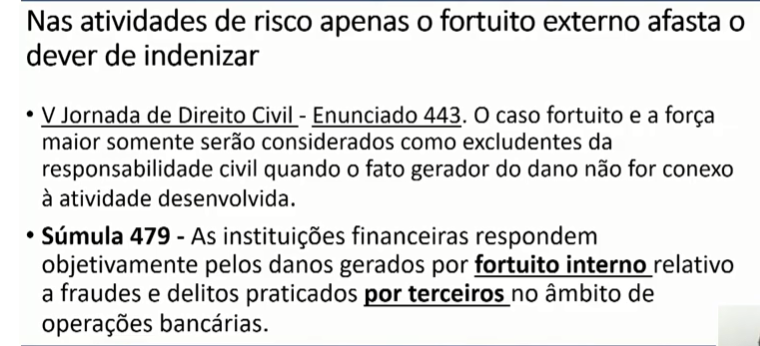 Nas atividades de risco apenas o fortuito externo afasta o
dever de indenizar
• V Jornada de Direito Civil - Enunciado 443. O caso fortuito e a força
maior somente serão considerados como excludentes da
responsabilidade civil quando o fato gerador do dano não for conexo
à atividade desenvolvida.
• Súmula 479 - As instituições financeiras respondem
objetivamente pelos danos gerados por fortuito interno relativo
a fraudes e delitos praticados por terceiros no âmbito de
operações bancárias.